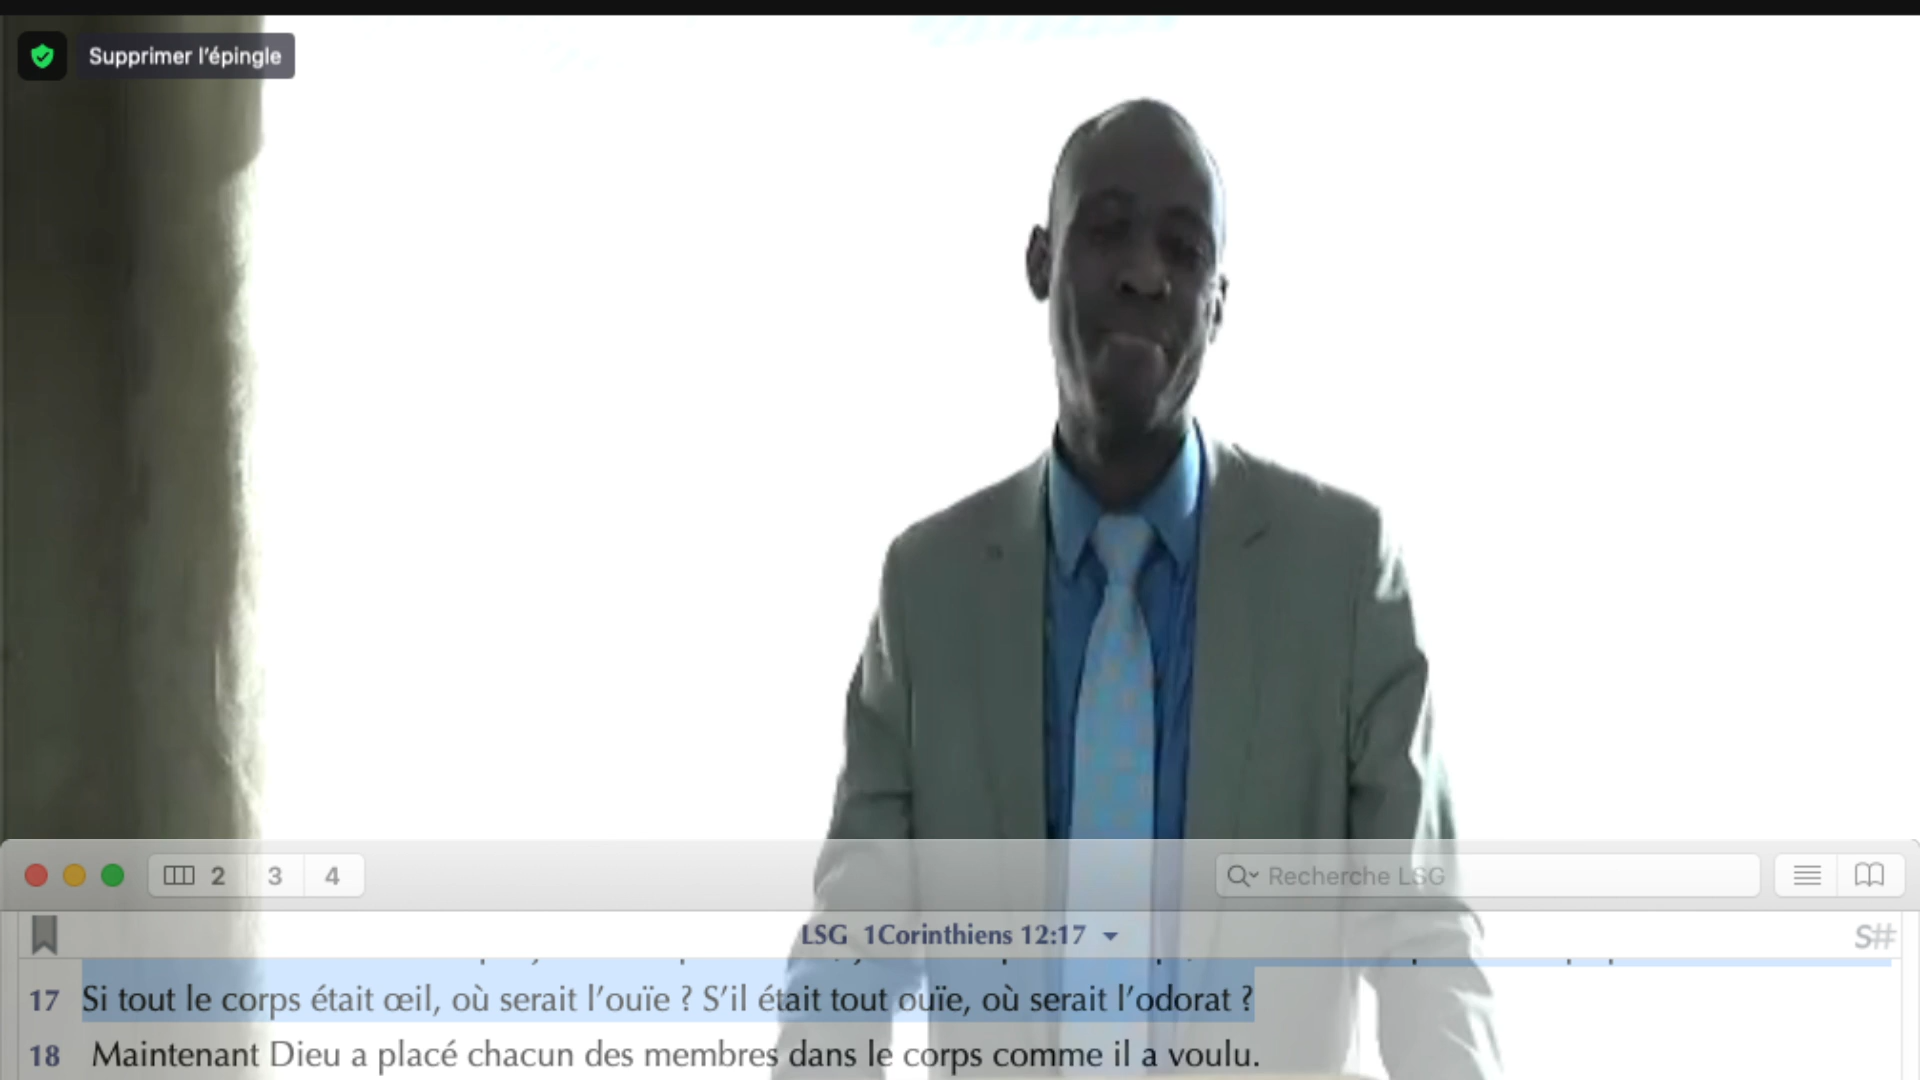 Supprimer l'épingle
2 3 4
Recherche LSG
LSG 1Corinthiens 12:17
S#
17 Si tout le corps était œil, où serait l'ouïe ? S'il était tout ouïe, où serait l'odorat ?
18 Maintenant Dieu a placé chacun des membres dans le corps comme il a voulu.